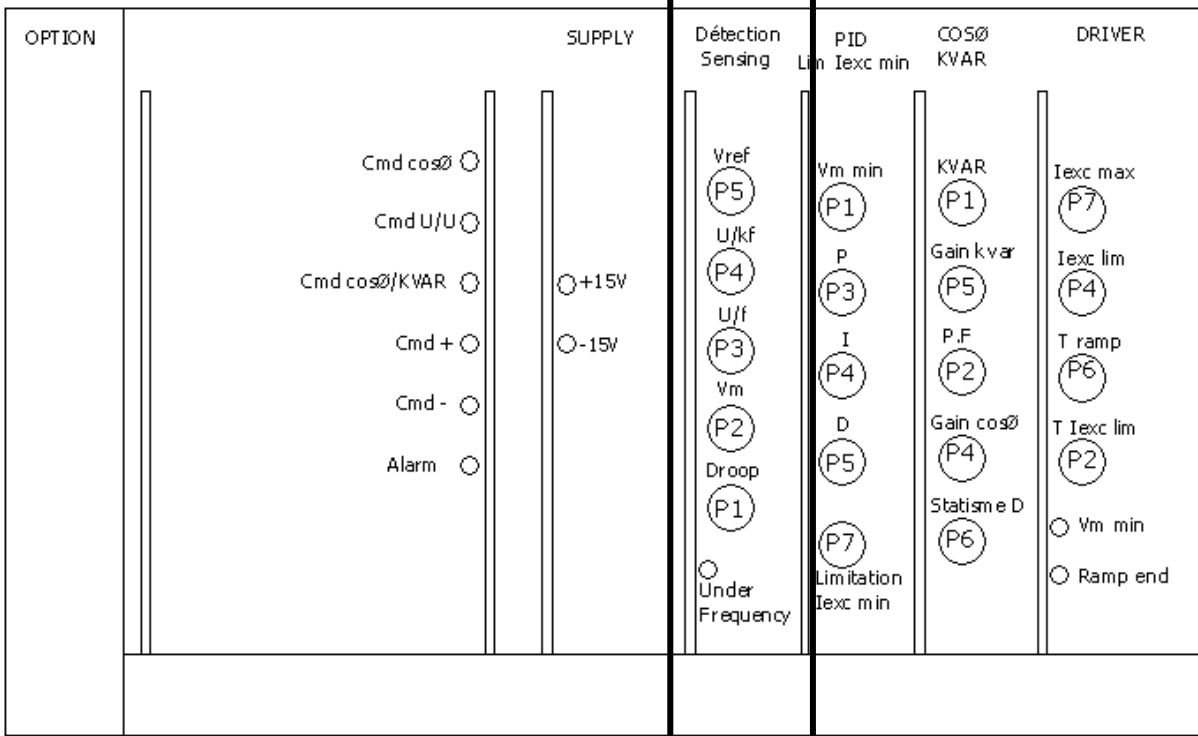 OPTION
SUPPLY
Détection
Sensing
PID
Lim Iexc min
COSØ
KVAR
DRIVER
Cmd cosØ
Cmd U/U
Cmd cosØ/KVAR
Cmd +
Cmd -
Alarm
+15V
-15V
Vref
P5
U/kf
P4
U/f
P3
Vm
P2
Droop
P1
Under
Frequency
Vm min
P1
P
P3
I
P4
D
P5
P7
Limitation
Iexc min
KVAR
P1
Gain kvar
P5
P.F
P2
Gain cosØ
P4
Statisme D
P6
Iexc max
P7
Iexc lim
P4
T ramp
P6
T Iexc lim
P2
Vm min
Ramp end